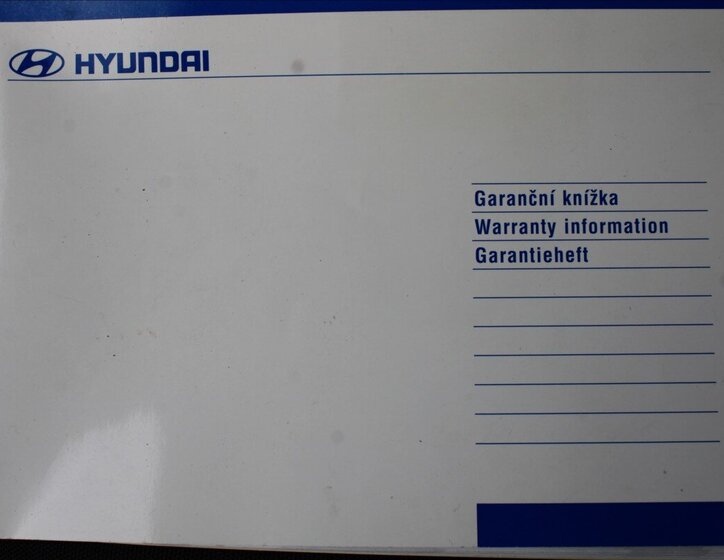 HYUNDAI
Garanční knížka
Warranty information
Garantieheft